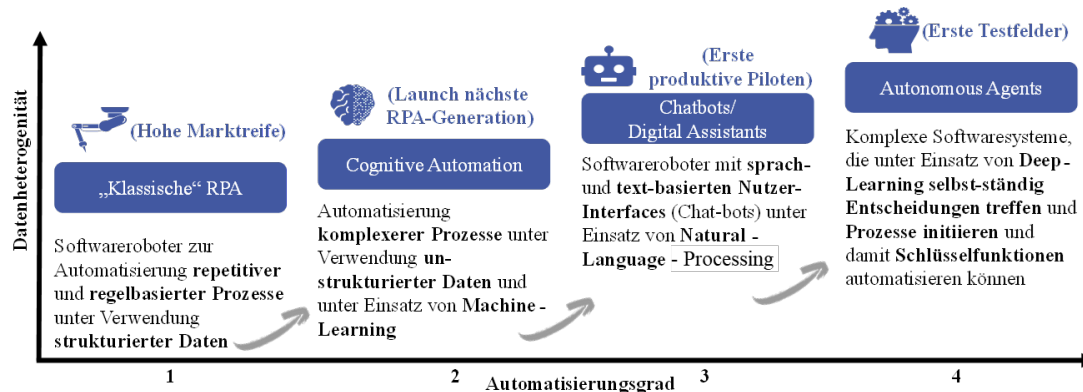 Datenheterogenität
(Hohe Marktreife)
„Klassische“ RPA
Softwareroboter zur
Automatisierung repetitiver
und regelbasierter Prozesse
unter Verwendung
strukturierter Daten
(Launch nächste
RPA-Generation)
Cognitive Automation
Automatisierung
komplexerer Prozesse unter
Verwendung un-
strukturierter Daten und
unter Einsatz von Machine -
Learning
(Erste
produktive Piloten)
Chatbots/
Digital Assistants
Softwareroboter mit sprach-
und text-basierten Nutzer-
Interfaces (Chat-bots) unter
Einsatz von Natural -
Language - Processing
(Erste Testfelder)
Autonomous Agents
Komplexe Softwaresysteme,
die unter Einsatz von Deep -
Learning selbst-ständig
Entscheidungen treffen und
Prozesse initiieren und
damit Schlüsselfunktionen
automatisieren können
1
2
3
4
Automatisierungsgrad